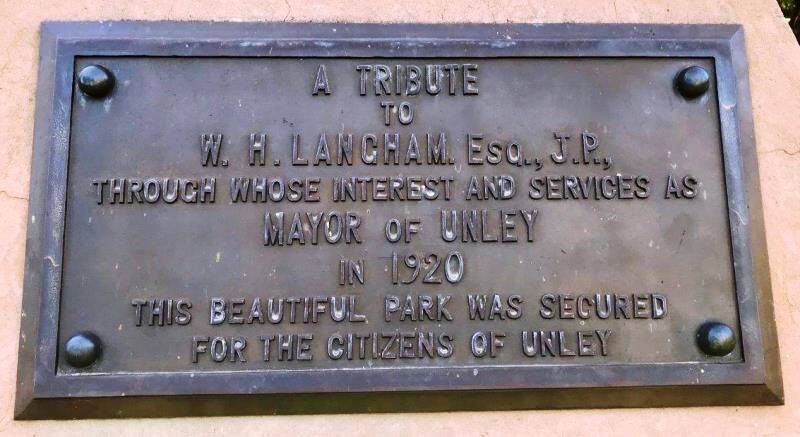 A TRIBUTE
TO
W. H. LANGHAM. ESQ., J.P.,
THROUGH WHOSE INTEREST AND SERVICES AS
MAYOR OF UNLEY
IN 1920
THIS BEAUTIFUL PARK WAS SECURED
FOR THE CITIZENS OF UNLEY